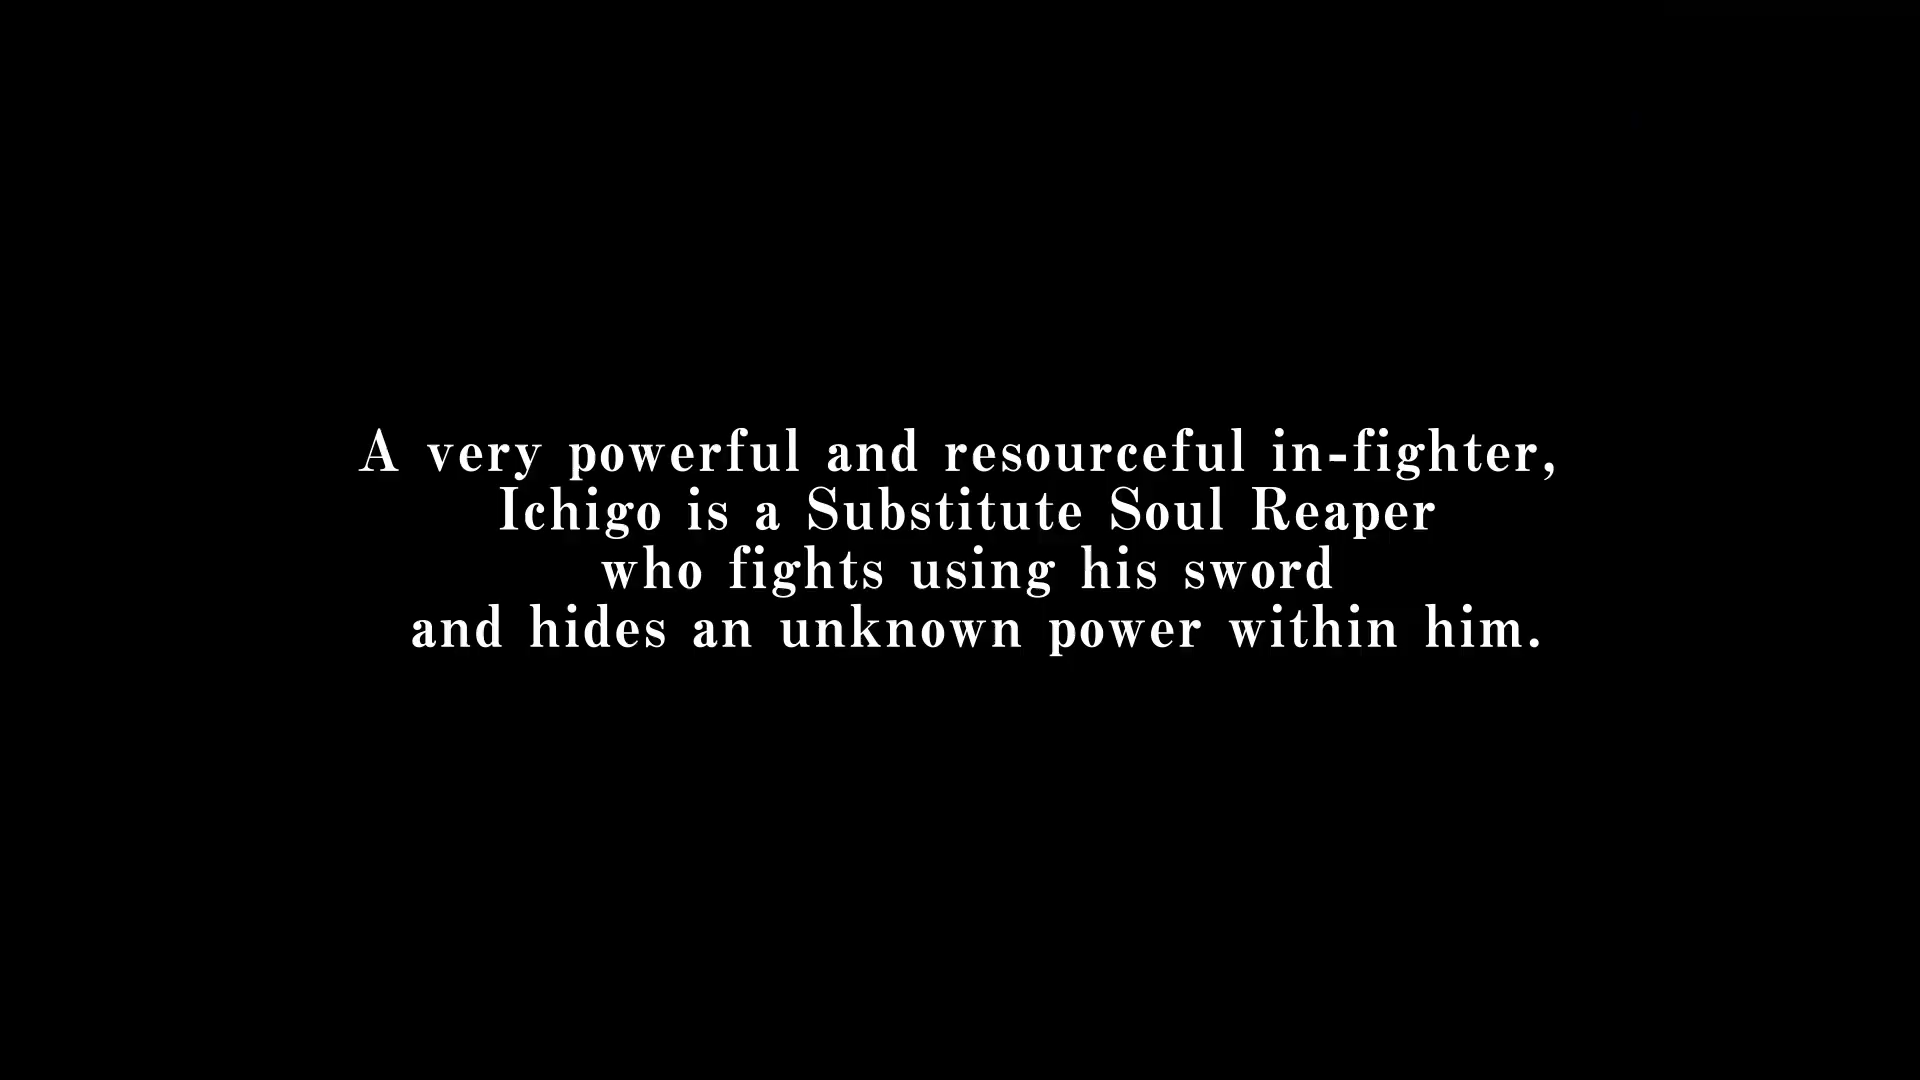 A very powerful and resourceful in-fighter,
Ichigo is a Substitute Soul Reaper
who fights using his sword
and hides an unknown power within him.